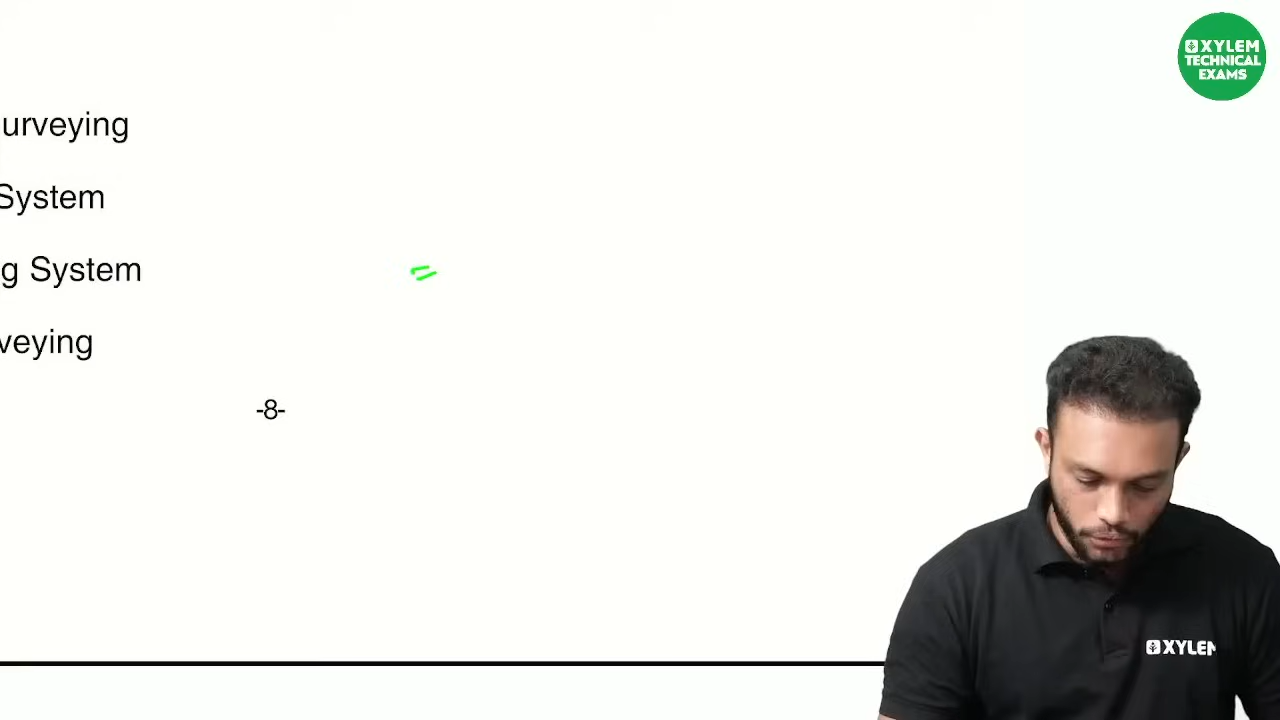 XYLEM
TECHNICAL
EXAMS
urveying
System
g System
veying
-8-
XYLEM